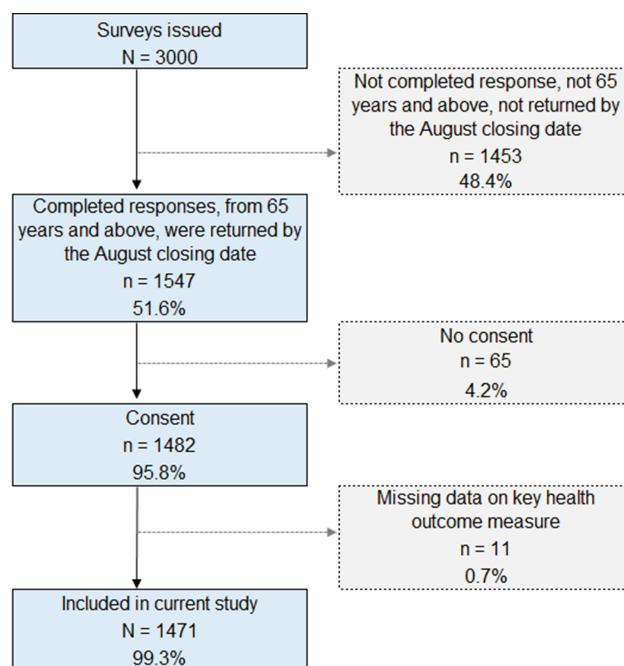 Surveys issued
N = 3000
Not completed response, not 65
years and above, not returned by
the August closing date
n = 1453
48.4%
Completed responses, from 65
years and above, were returned by
the August closing date
n = 1547
51.6%
No consent
n = 65
4.2%
Consent
n = 1482
95.8%
Missing data on key health
outcome measure
n = 11
0.7%
Included in current study
N = 1471
99.3%